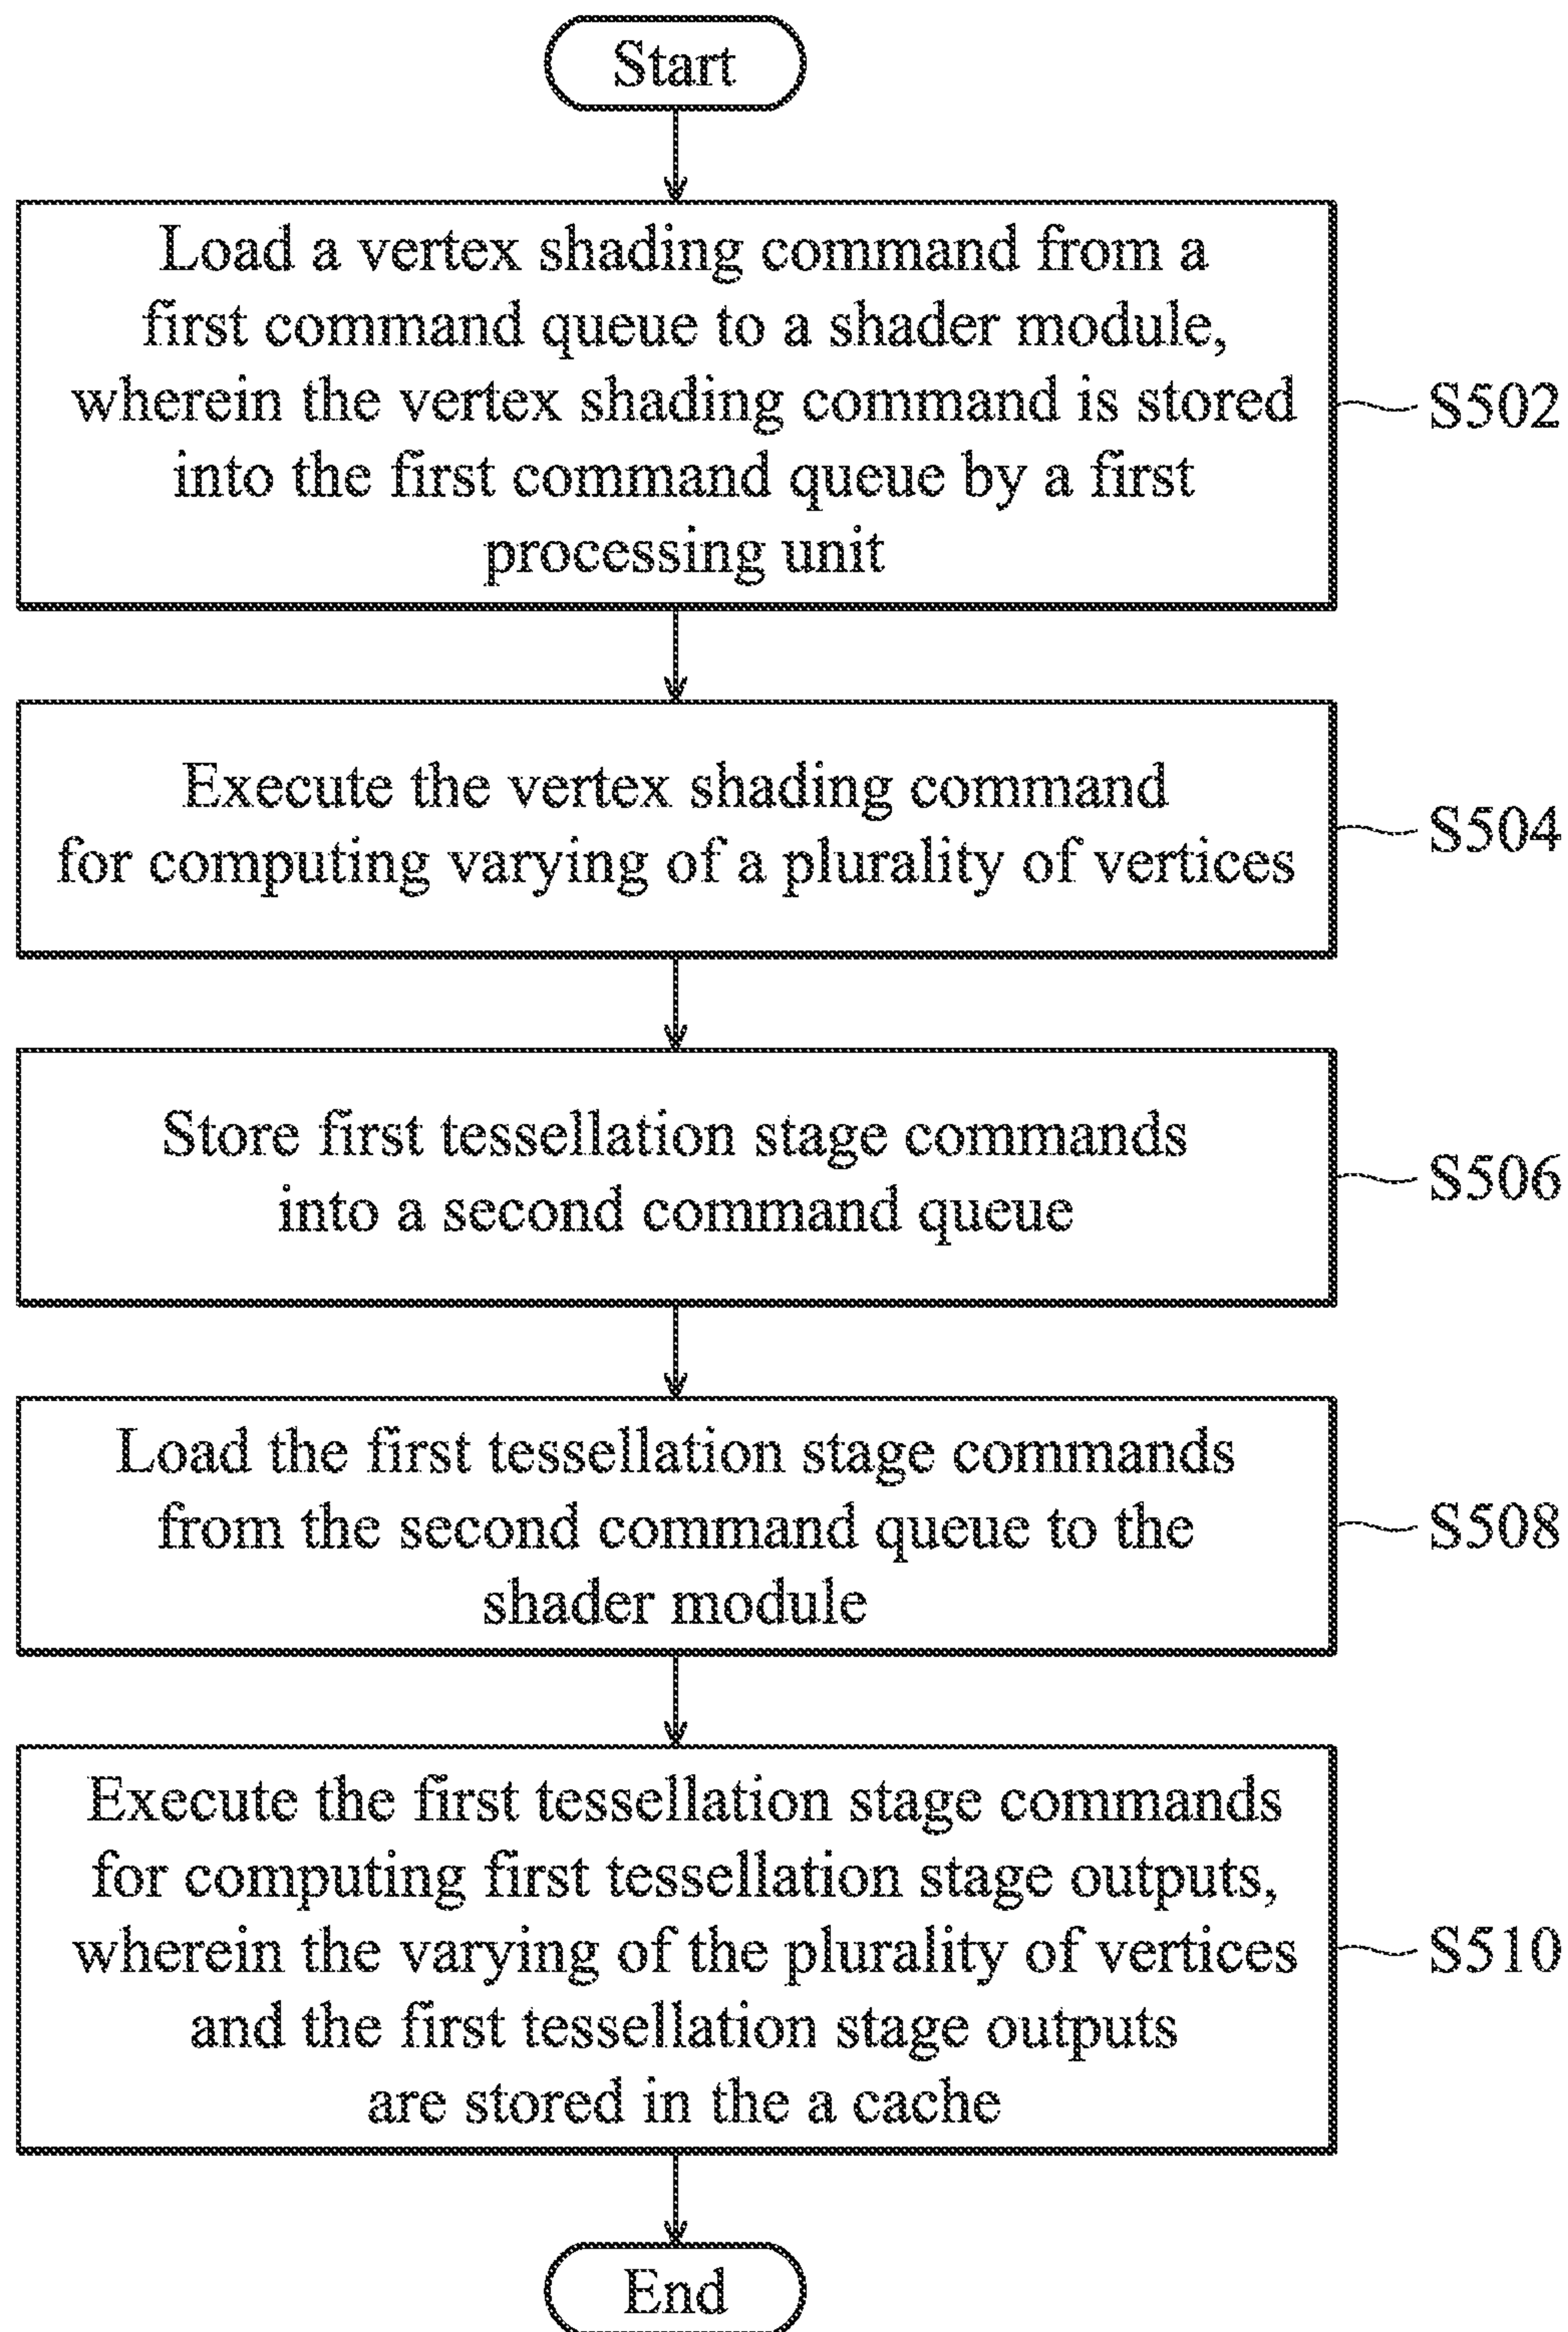 Start
Load a vertex shading command from a
first command queue to a shader module,
wherein the vertex shading command is stored
into the first command queue by a first
processing unit
S502
Execute the vertex shading command
for computing varying of a plurality of vertices
S504
Store first tessellation stage commands
into a second command queue
S506
Load the first tessellation stage commands
from the second command queue to the
shader module
S508
Execute the first tessellation stage commands
for computing first tessellation stage outputs,
wherein the varying of the plurality of vertices
and the first tessellation stage outputs
are stored in the a cache
S510
End